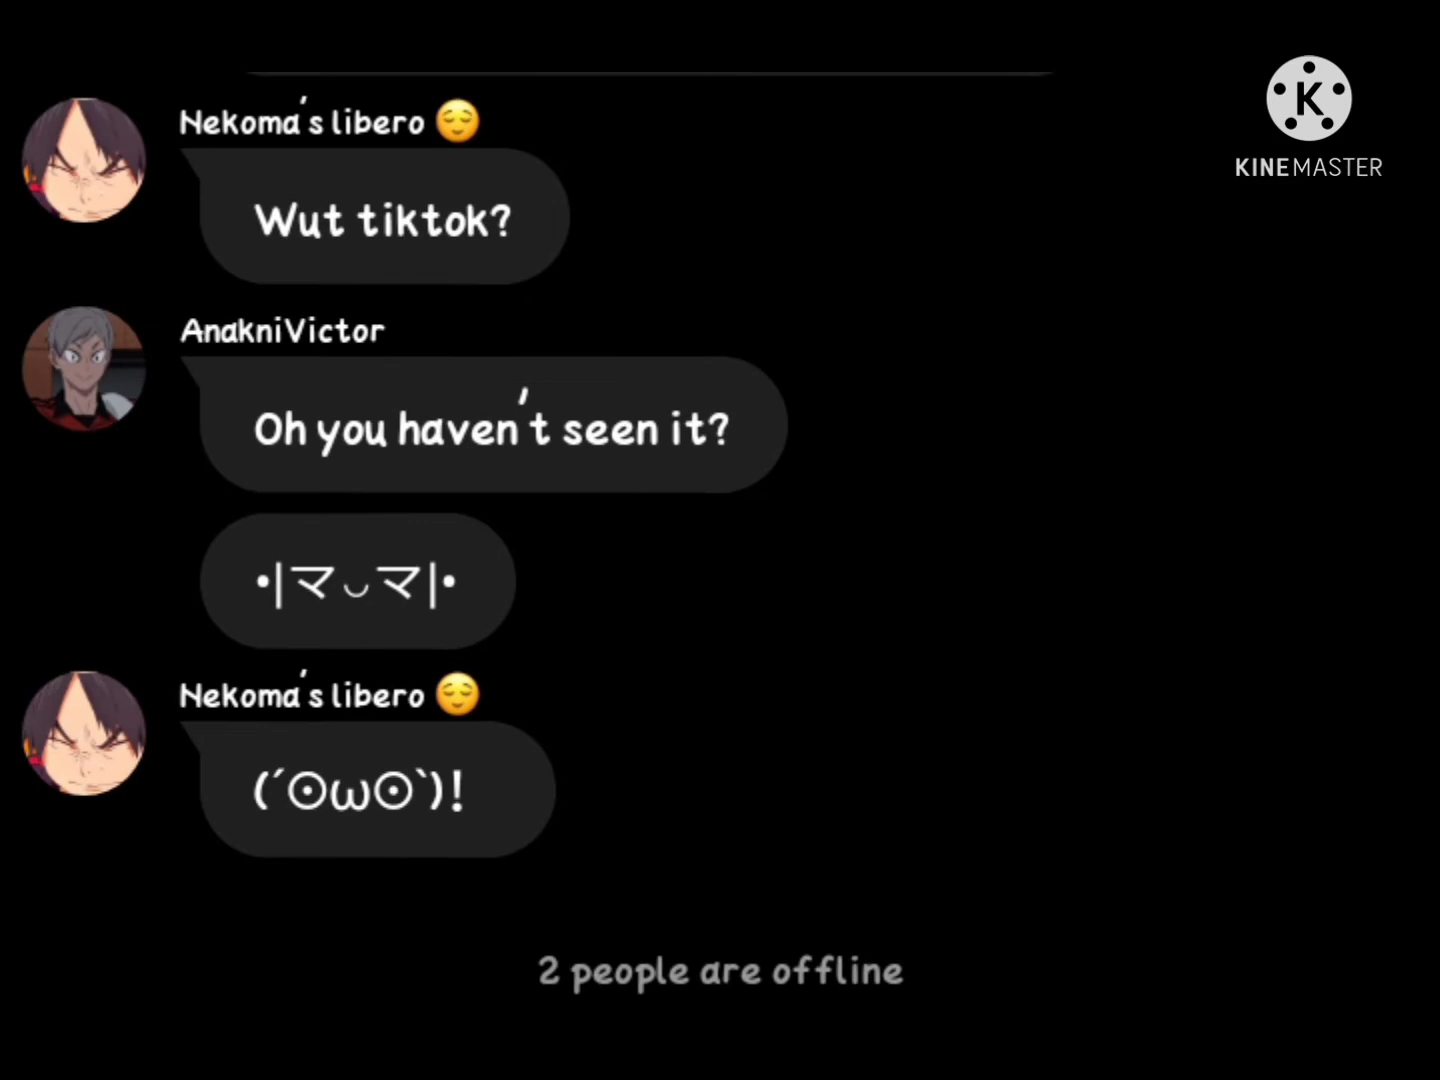 KINEMASTER
Nekoma's libero 😌
Wut tiktok?
AnakniVictor
Oh you haven't seen it?
•|マ◡マ|•
Nekoma's libero 😌
(´⊙ω⊙`)!
2 people are offline